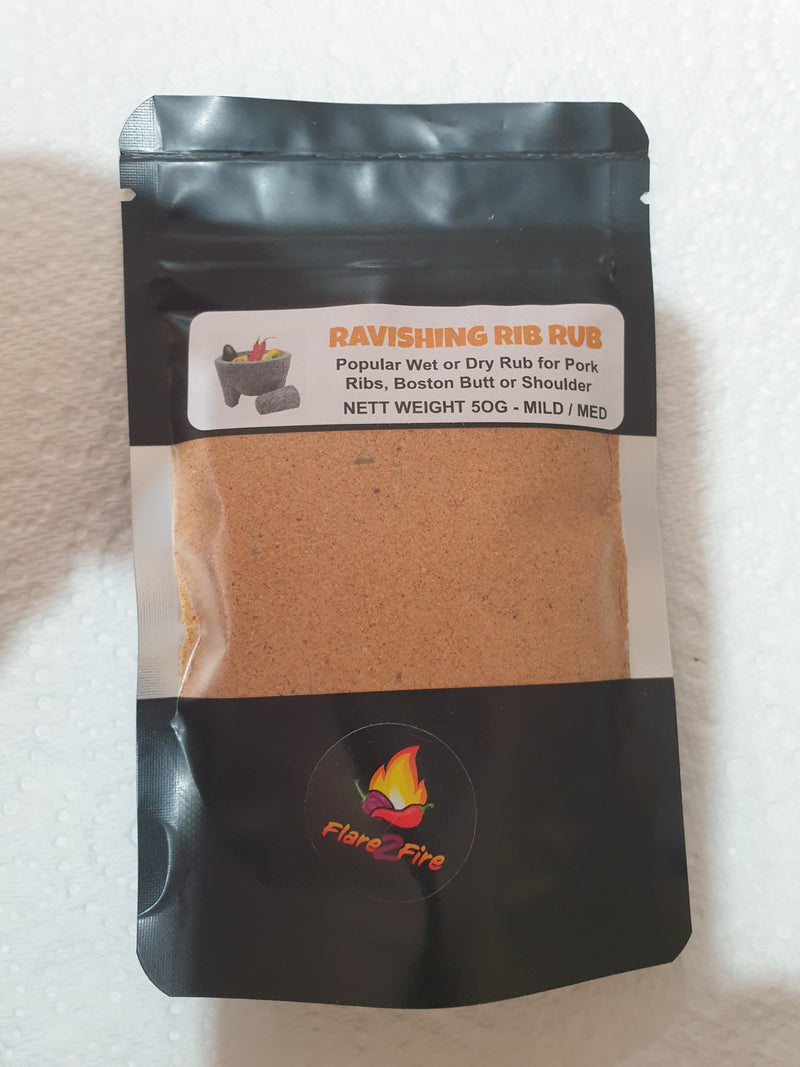 RAVISHING RIB RUB
Popular Wet or Dry Rub for Pork
Ribs, Boston Butt or Shoulder
NETT WEIGHT 5OG - MILD / MED
Flare2Fire